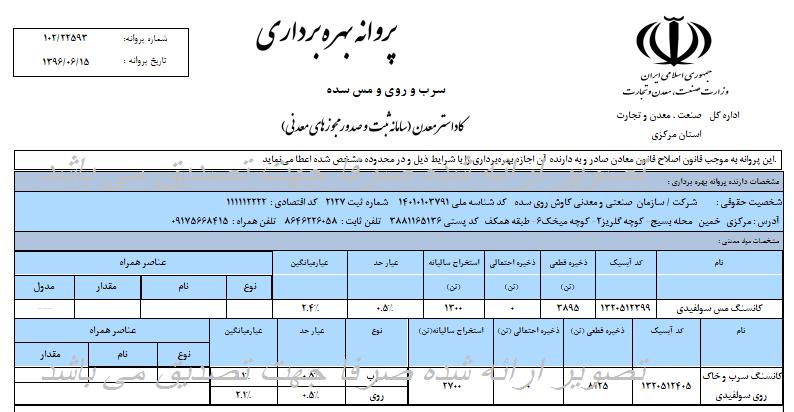 شماره پروانه: ۱۰۲/۲۲۵۹۳
تاریخ پروانه : ۱۳۹۶/۰۶/۱۵
پروانه بهره برداری
سرب و روی و مس سده
کاداستر معدن (سامانه ثبت و صدور مجوزهای معدنی)
جمهوری اسلامی ایران
وزارت صنعت، معدن و تجارت
اداره کل صنعت ، معدن و تجارت
استان مرکزی
این پروانه به موجب قانون اصلاح قانون معادن صادر و به دارنده آن اجازه بهره‌برداری را با شرایط ذیل و در محدوده مشخص شده اعطا می‌نماید.
مشخصات دارنده پروانه بهره برداری :
شخصیت حقوقی : شرکت / سازمان صنعتی و معدنی کاوش روی سده کد شناسه ملی ۱۴۰۱۰۱۰۳۷۹۱ شماره ثبت ۲۱۲۷ کد اقتصادی : ۱۱۱۱۱۲۲۲۲
آدرس : مرکزی خمین محله بسیج- کوچه گلریز۲- کوچه میخک۶- طبقه همکف کد پستی ۳۸۸۱۱۶۵۱۳۶ تلفن ثابت : ۸۶۴۶۲۲۶۰۵۸ تلفن همراه : ۰۹۱۷۵۶۶۸۴۱۵
مشخصات مواد معدنی :
نام کد آیسیک ذخیره قطعی (تن) ذخیره احتمالی (تن) استخراج سالیانه (تن) عیار حد عیارمیانگین عناصر همراه
نوع نام مقدار مدول
کانسنگ مس سولفیدی ۱۳۲۰۵۱۲۳۹۹ ۳۸۹۵ ۰ ۱۳۰۰ ۰.۵٪ ۲.۴٪
نام کد آیسیک ذخیره قطعی (تن) ذخیره احتمالی (تن) استخراج سالیانه(تن) نوع عیار حد عیارمیانگین عناصر همراه
نام مقدار
کانسنگ سرب و خاک روی سولفیدی ۱۳۲۰۵۱۲۴۰۵ ۲۷۰۰
روی ۰.۵٪ ۲.۲٪
تصویر ارائه شده صرفا جهت تصدیق می باشد